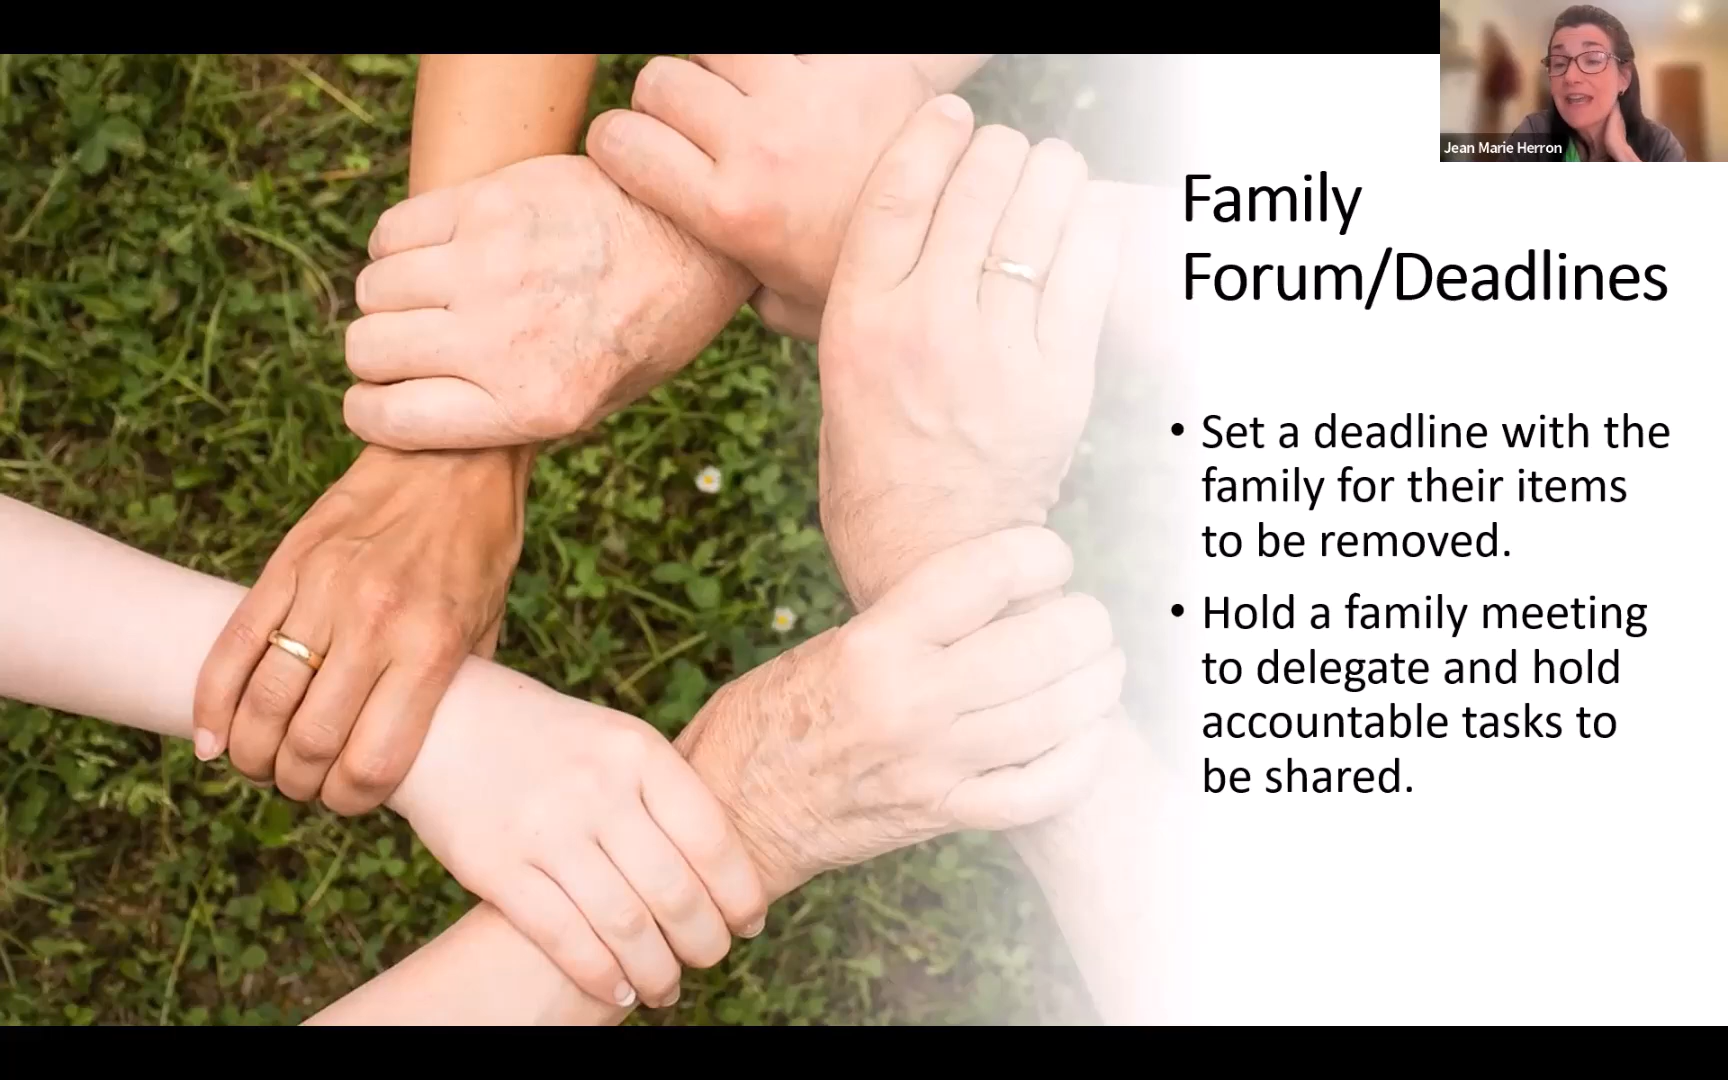 Jean Marie Herron
Family
Forum/Deadlines
• Set a deadline with the
family for their items
to be removed.
• Hold a family meeting
to delegate and hold
accountable tasks to
be shared.